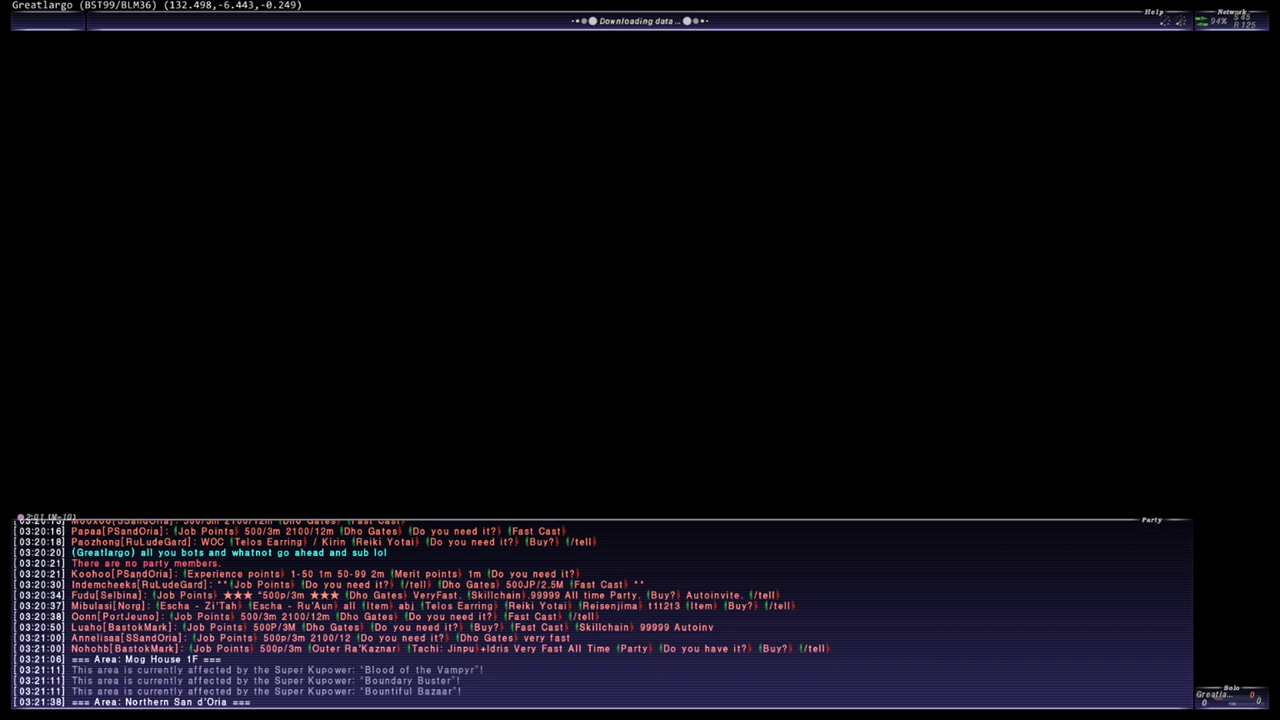 Greatlargo (BST99/BLM36) (132.498,-6.443,-0.249)
Downloading data ...
Help
Network
94%
S 45
R 125
2:01 (M-10)
Party
[03:20:16] Papaa[PSandOria]: {Job Points} 500/3m 2100/12m {Dho Gates} {Do you need it?} {Fast Cast}
[03:20:18] Paozhong[RuLudeGard]: WOC {Telos Earring} / Kirin {Reiki Yotai} {Do you need it?} {Buy?} {/tell}
[03:20:20] (Greatlargo) all you bots and whatnot go ahead and sub lol
[03:20:21] There are no party members.
[03:20:21] Koohoo[PSandOria]: {Experience points} 1-50 1m 50-99 2m {Merit points} 1m {Do you need it?}
[03:20:30] Indemcheeks[RuLudeGard]: **{Job Points} {Do you need it?} {/tell} {Dho Gates} 500JP/2.5M {Fast Cast} **
[03:20:34] Fudu[Selbina]: {Job Points} ★★★ "500p/3m ★★★ {Dho Gates} VeryFast. {Skillchain}.99999 All time Party. {Buy?} Autoinvite. {/tell}
[03:20:37] Mibulasi[Norg]: {Escha - Zi'Tah} {Escha - Ru'Aun} all {Item} abj {Telos Earring} {Reiki Yotai} {Reisenjima} t1t2t3 {Item} {Buy?} {/tell}
[03:20:38] Oonn[PortJeuno]: {Job Points} 500/3m 2100/12m {Dho Gates} {Do you need it?} {Fast Cast} {/tell}
[03:20:50] Luaho[BastokMark]: {Job Points} 500P/3M {Dho Gates} {Do you need it?} {Buy?} {Fast Cast} {Skillchain} 99999 Autoinv
[03:21:00] Annelisaa[SSandOria]: {Job Points} 500p/3m 2100/12 {Do you need it?} {Dho Gates} very fast
[03:21:00] Nohohb[BastokMark]: {Job Points} 500p/3m {Outer Ra'Kaznar} {Tachi: Jinpu}+Idris Very Fast All Time {Party} {Do you have it?} {Buy?} {/tell}
[03:21:06] === Area: Mog House 1F ===
[03:21:11] This area is currently affected by the Super Kupower: "Blood of the Vampyr"!
[03:21:11] This area is currently affected by the Super Kupower: "Boundary Buster"!
[03:21:11] This area is currently affected by the Super Kupower: "Bountiful Bazaar"!
[03:21:38] === Area: Northern San d'Oria ===
Solo
Greatla... 0
0 0